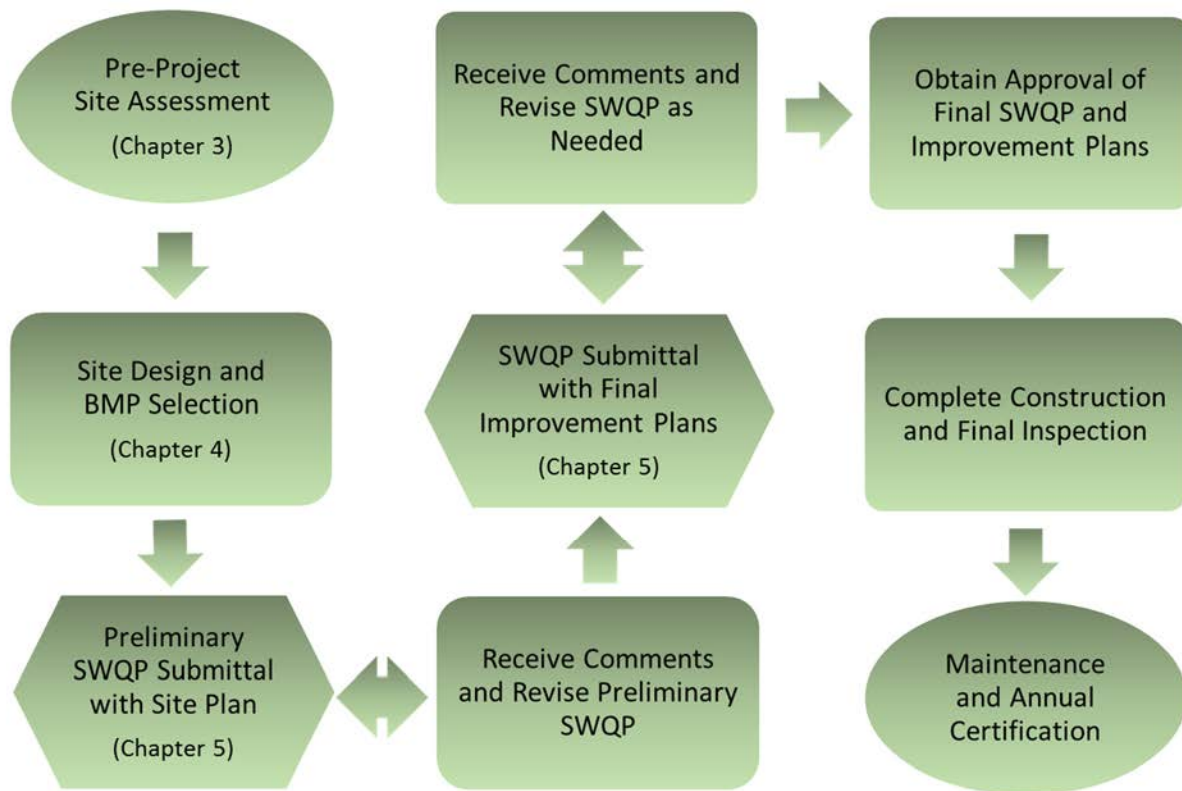 Pre-Project
Site Assessment
(Chapter 3)
Site Design and
BMP Selection
(Chapter 4)
Preliminary
SWQP Submittal
with Site Plan
(Chapter 5)
Receive Comments
and Revise Preliminary
SWQP
SWQP Submittal
with Final
Improvement Plans
(Chapter 5)
Receive Comments and
Revise SWQP as
Needed
Obtain Approval of
Final SWQP and
Improvement Plans
Complete Construction
and Final Inspection
Maintenance
and Annual
Certification